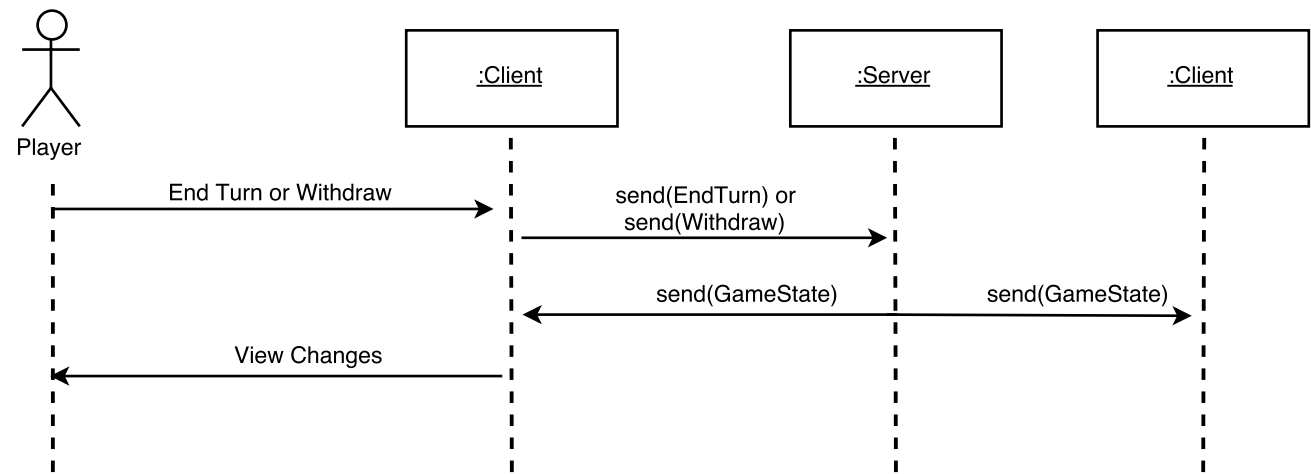 :Client
:Server
:Client
Player
End Turn or Withdraw
send(EndTurn) or
send(Withdraw)
send(GameState)
send(GameState)
View Changes